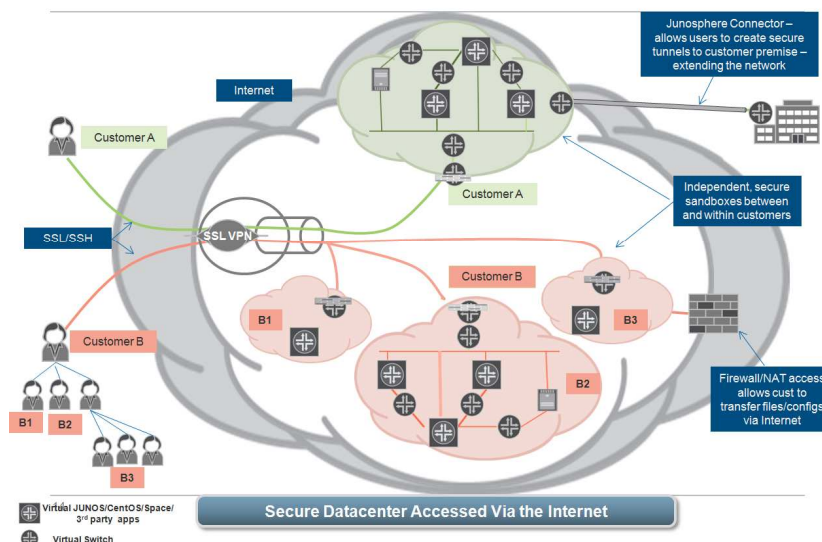 Junosphere Connector –
allows users to create secure
tunnels to customer premise –
extending the network
Internet
Customer A
Customer A
Independent, secure
sandboxes between
and within customers
SSL/SSH
SSL VPN
Customer B
B1
B3
Customer B
B2
B1
B2
B3
Firewall/NAT access
allows cust to
transfer files/configs
via Internet
Virtual JUNOS/CentOS/Space/
3rd party apps
Virtual Switch
Secure Datacenter Accessed Via the Internet